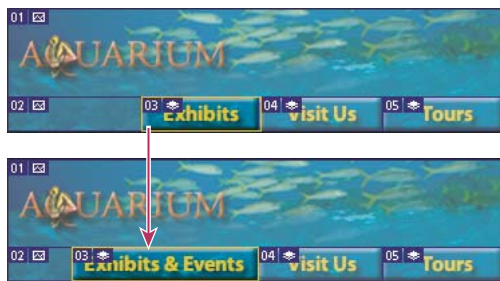 01
AQUARIUM
02 03 Exhibits 04 Visit Us 05 Tours
01
AQUARIUM
02 03 Exhibits & Events 04 Visit Us 05 Tours